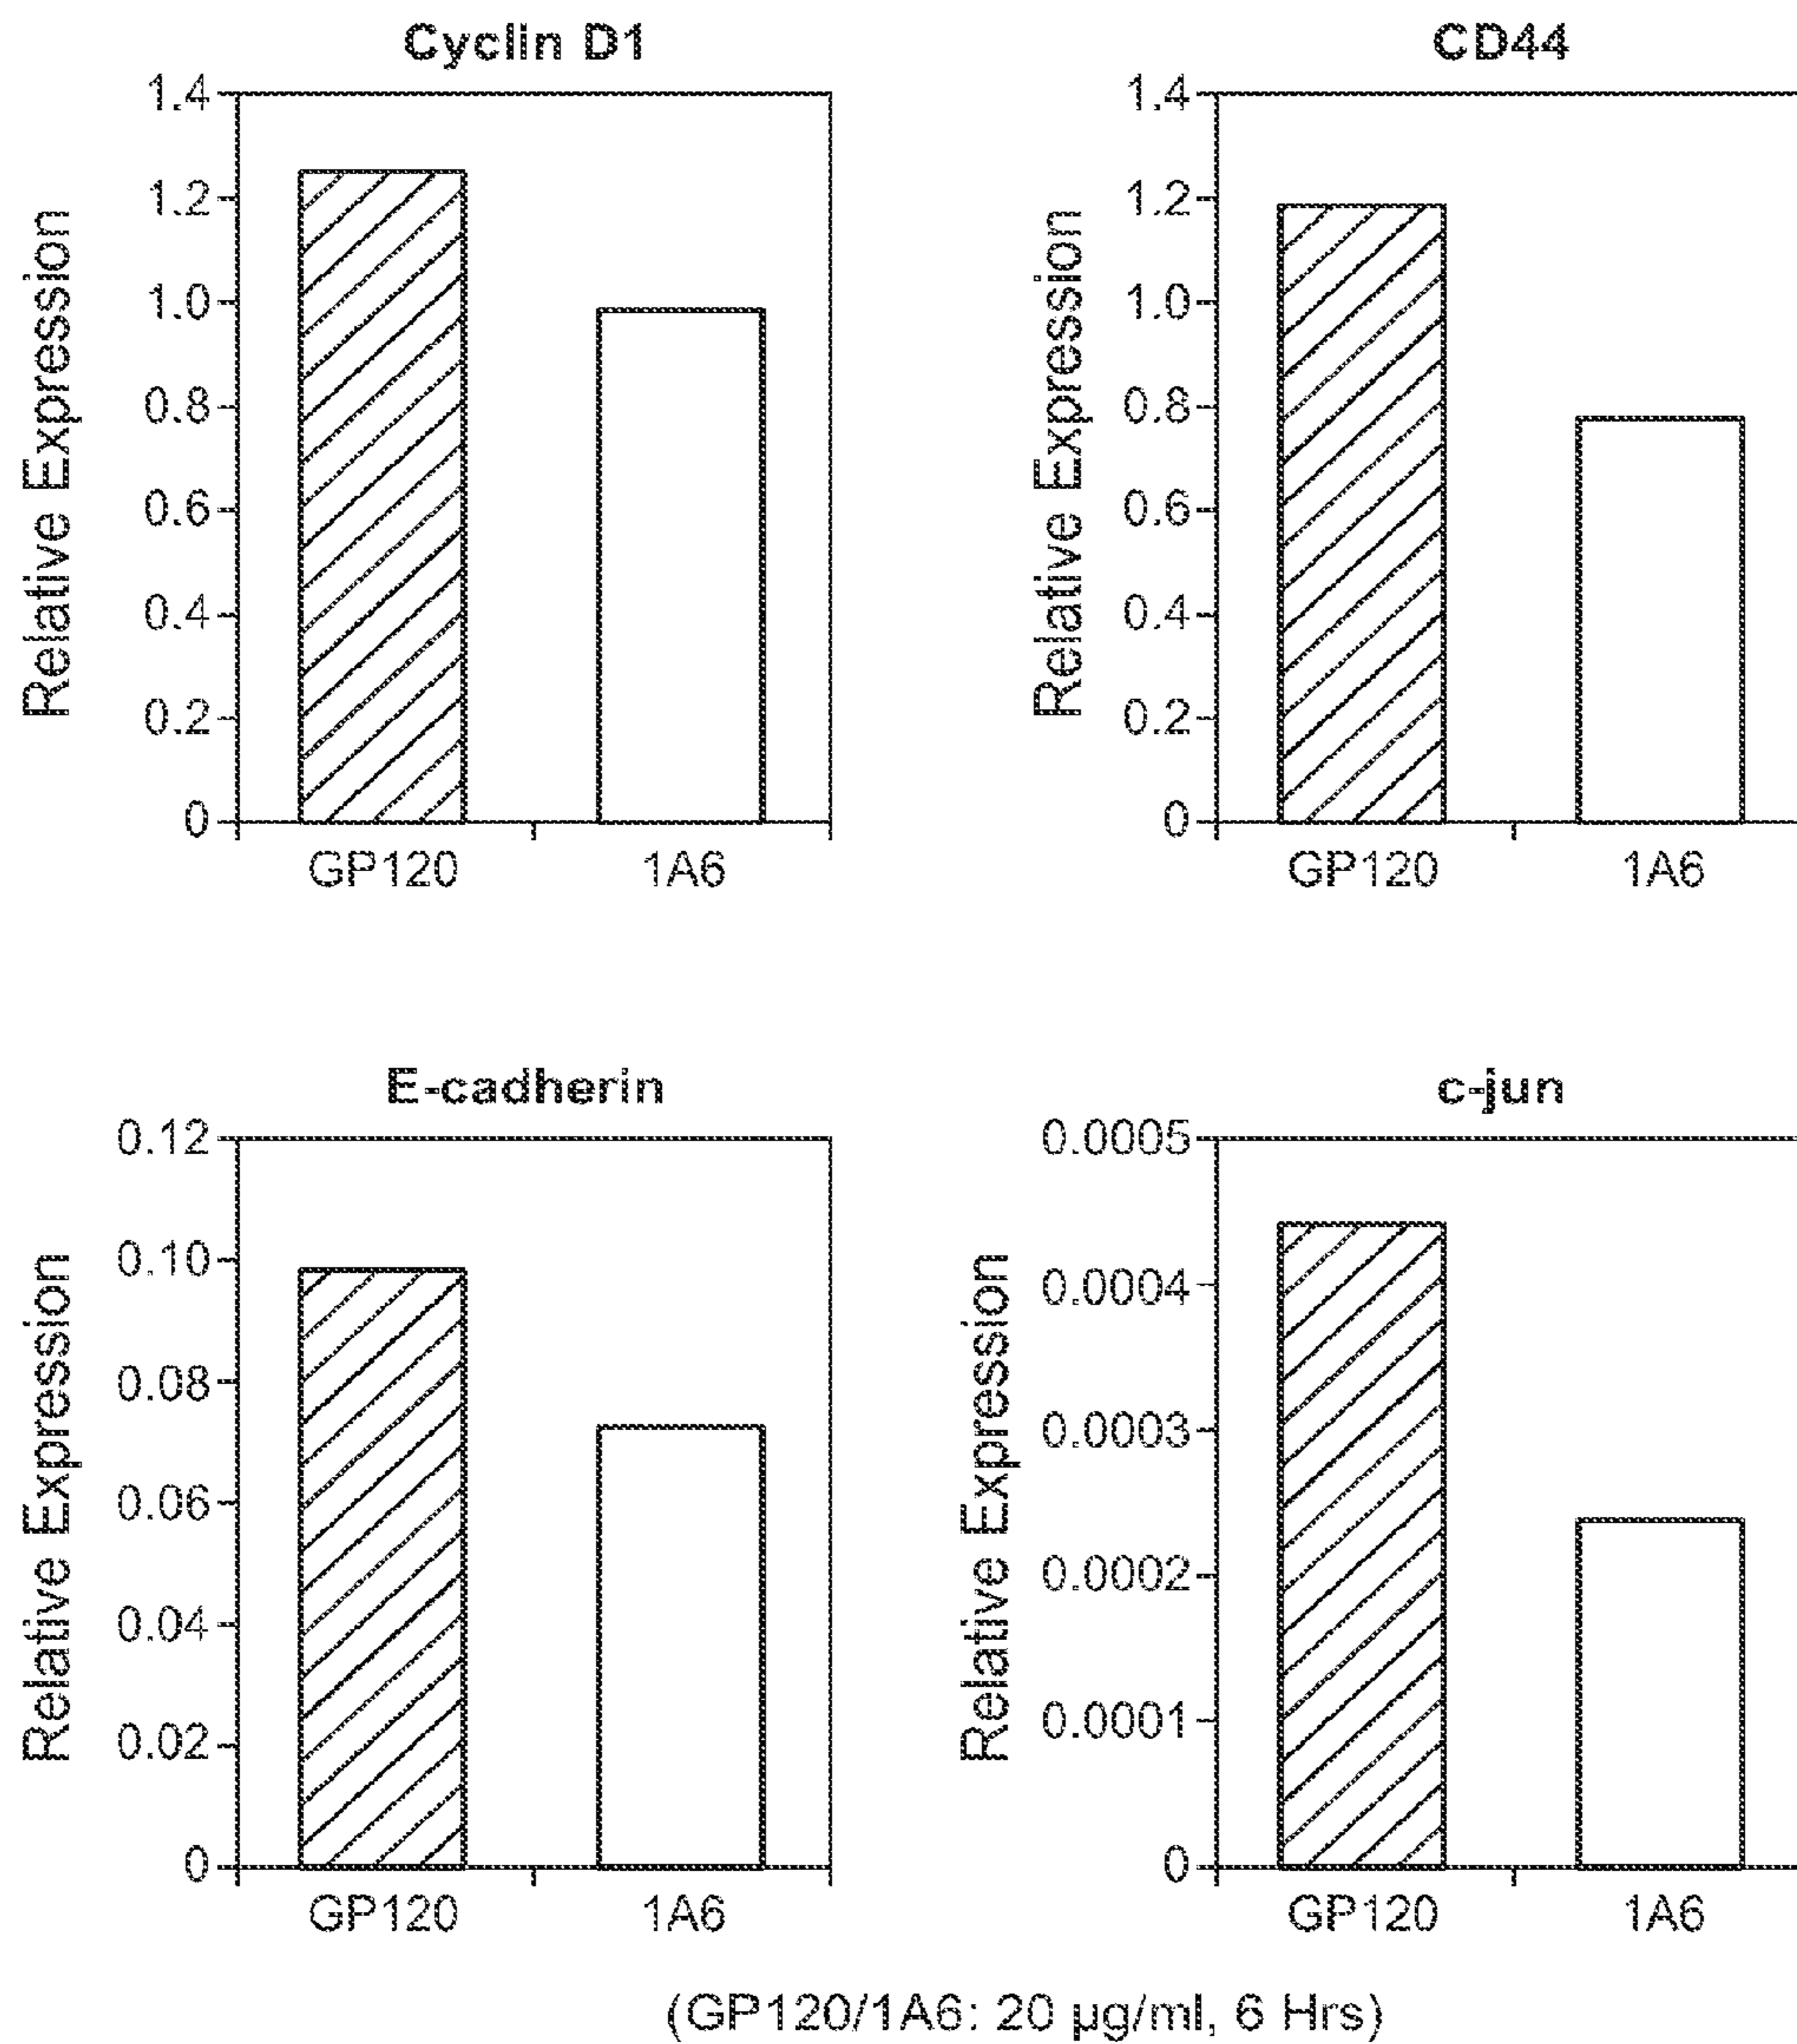 Cyclin D1
Relative Expression
1.4
1.2
1.0
0.8
0.6
0.4
0.2
0
GP120 1A6
CD44
Relative Expression
1.4
1.2
1.0
0.8
0.6
0.4
0.2
0
GP120 1A6
E-cadherin
Relative Expression
0.12
0.10
0.08
0.06
0.04
0.02
0
GP120 1A6
c-jun
Relative Expression
0.0005
0.0004
0.0003
0.0002
0.0001
0
GP120 1A6
(GP120/1A6: 20 µg/ml, 6 Hrs)